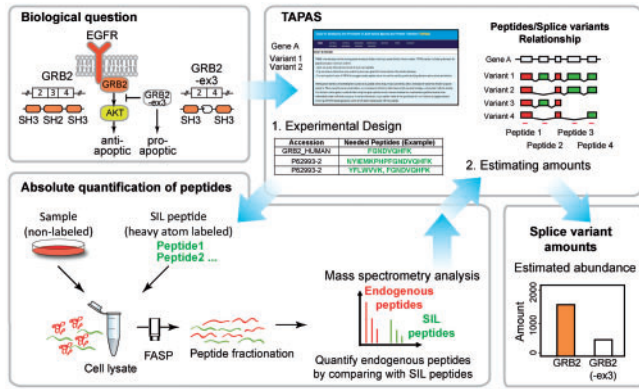 Biological question
EGFR
GRB2
GRB2
2 3 4
SH3 SH2 SH3
AKT
GRB2
-ex3
anti-
apoptic
pro-
apoptic
GRB2
-ex3
2 4
SH3 SH3
TAPAS
Gene A
Variant 1
Variant 2
1. Experimental Design
Accession Needed Peptides (Example)
GRB2_HUMAN FGNDVQHFK
P62993-2 NYIEMKPHPFGNDVQHFK
P62993-2 YFLWVVK, FGNDVQHFK
Peptides/Splice variants
Relationship
Gene A
Variant 1
Variant 2
Variant 3
Variant 4
Peptide 1 Peptide 3
Peptide 2 Peptide 4
2. Estimating amounts
Absolute quantification of peptides
Sample
(non-labeled)
SIL peptide
(heavy atom labeled)
Peptide1
Peptide2 ...
Cell lysate
FASP
Peptide fractionation
Mass spectrometry analysis
Endogenous
peptides
SIL
peptides
Quantify endogenous peptides
by comparing with SIL peptides
Splice variant
amounts
Estimated abundance
Amount
0 1000 2000
GRB2 GRB2
(-ex3)